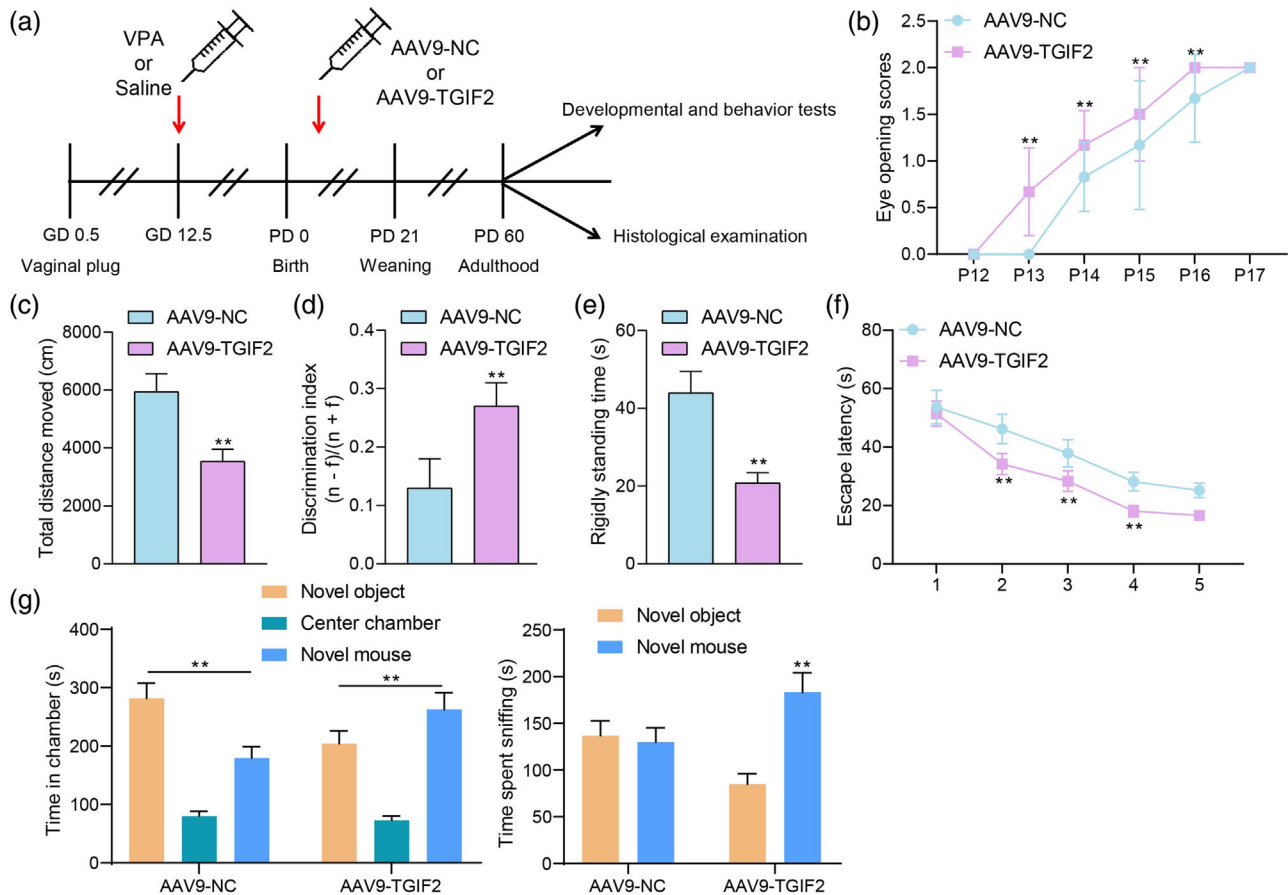 (a)
VPA
or
Saline
AAV9-NC
or
AAV9-TGIF2
Developmental and behavior tests
Histological examination
GD 0.5
GD 12.5
PD 0
PD 21
PD 60
Vaginal plug
Birth
Weaning
Adulthood
(b)
AAV9-NC
AAV9-TGIF2
Eye opening scores
2.5
2.0
1.5
1.0
0.5
0.0
** ** ** **
P12 P13 P14 P15 P16 P17
(c)
AAV9-NC
AAV9-TGIF2
Total distance moved (cm)
8000
6000
4000
2000
0
**
(d)
AAV9-NC
AAV9-TGIF2
Discrimination index
(n - f)/(n + f)
0.4
0.3
0.2
0.1
0.0
**
(e)
AAV9-NC
AAV9-TGIF2
Rigidly standing time (s)
60
40
20
0
**
(f)
AAV9-NC
AAV9-TGIF2
Escape latency (s)
80
60
40
20
0
** ** **
1 2 3 4 5
(g)
Novel object
Center chamber
Novel mouse
Time in chamber (s)
400
300
200
100
0
** **
AAV9-NC AAV9-TGIF2
Novel object
Novel mouse
Time spent sniffing (s)
250
200
150
100
50
0
**
AAV9-NC AAV9-TGIF2